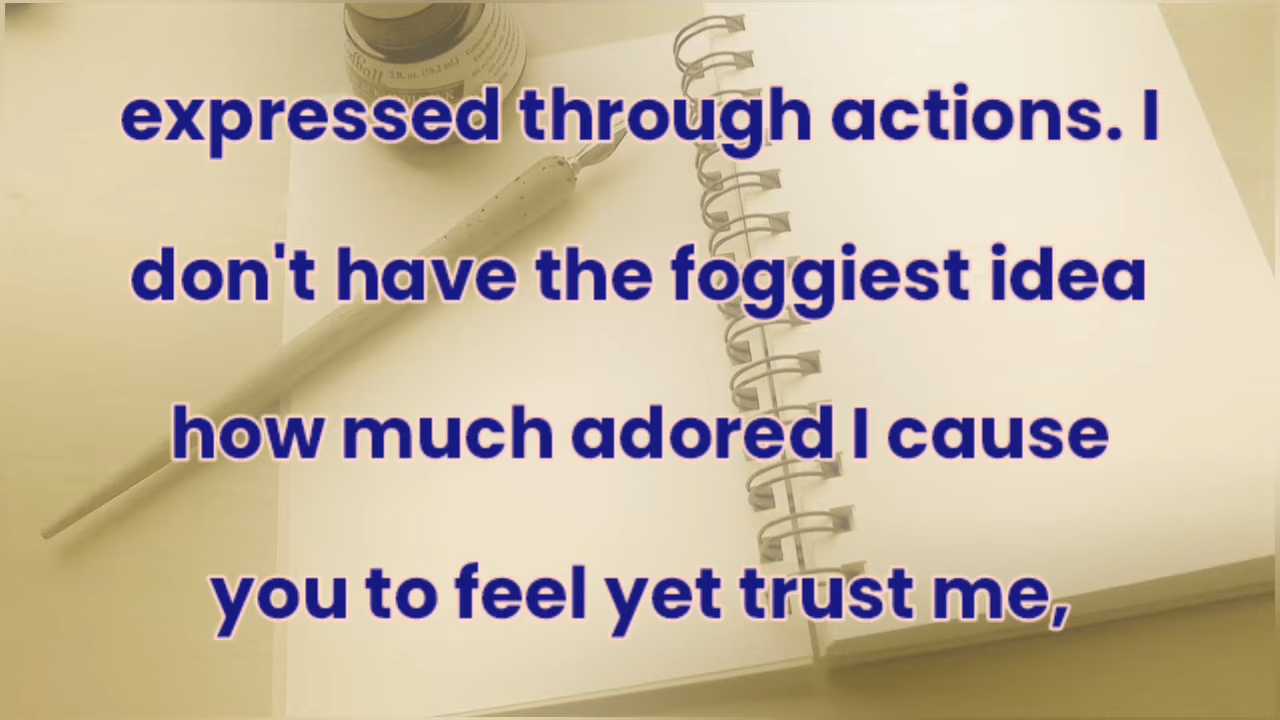 expressed through actions. I
don't have the foggiest idea
how much adored I cause
you to feel yet trust me,